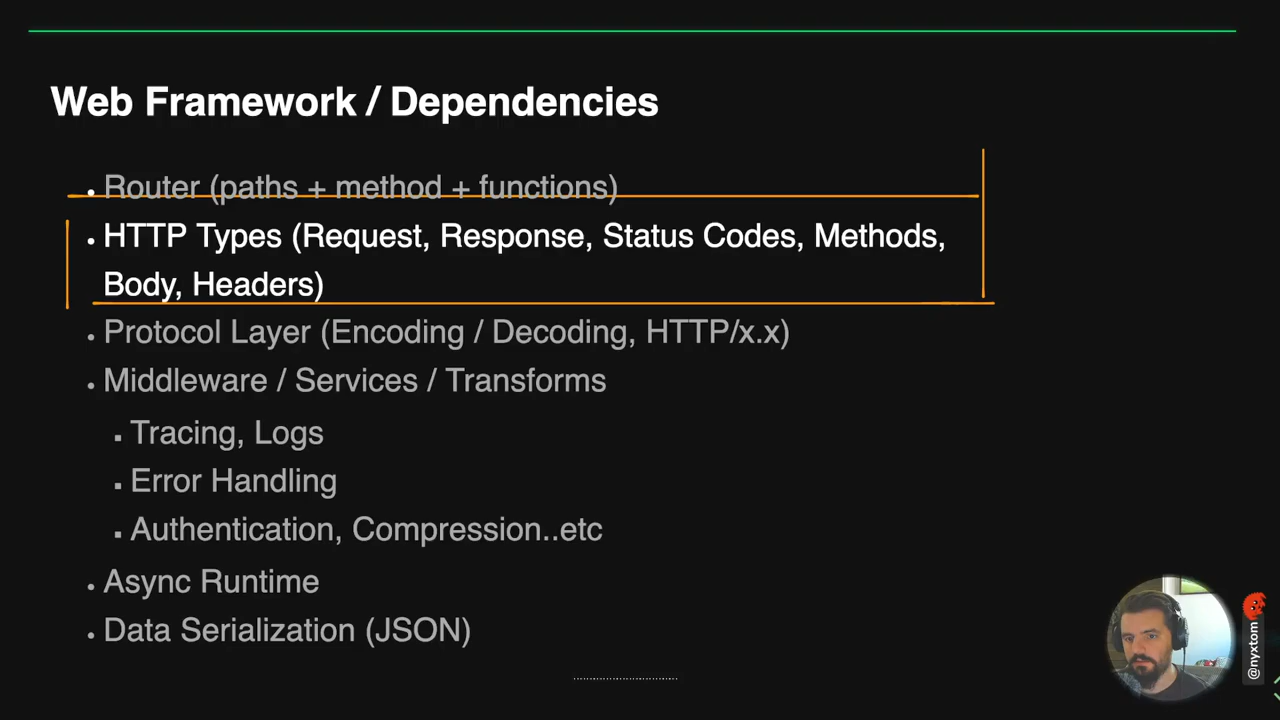 Web Framework / Dependencies
• Router (paths + method + functions)
• HTTP Types (Request, Response, Status Codes, Methods,
Body, Headers)
• Protocol Layer (Encoding / Decoding, HTTP/x.x)
• Middleware / Services / Transforms
▪ Tracing, Logs
▪ Error Handling
▪ Authentication, Compression..etc
• Async Runtime
• Data Serialization (JSON)
@nyxtom